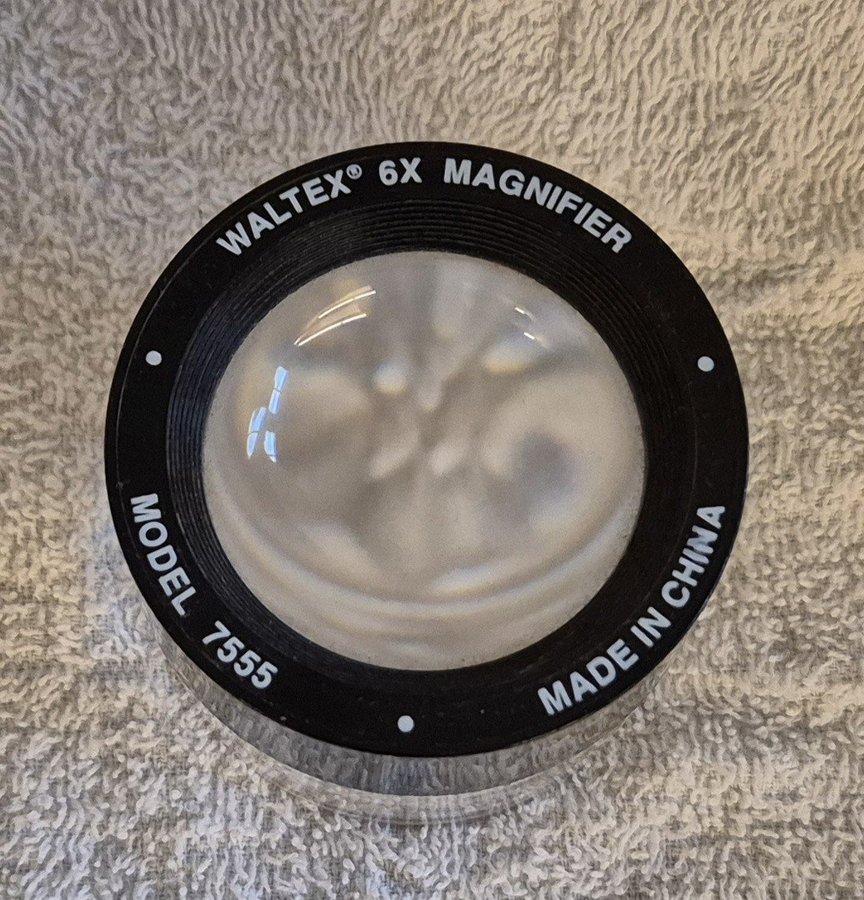 WALTEX® 6X MAGNIFIER
MODEL 7555
MADE IN CHINA